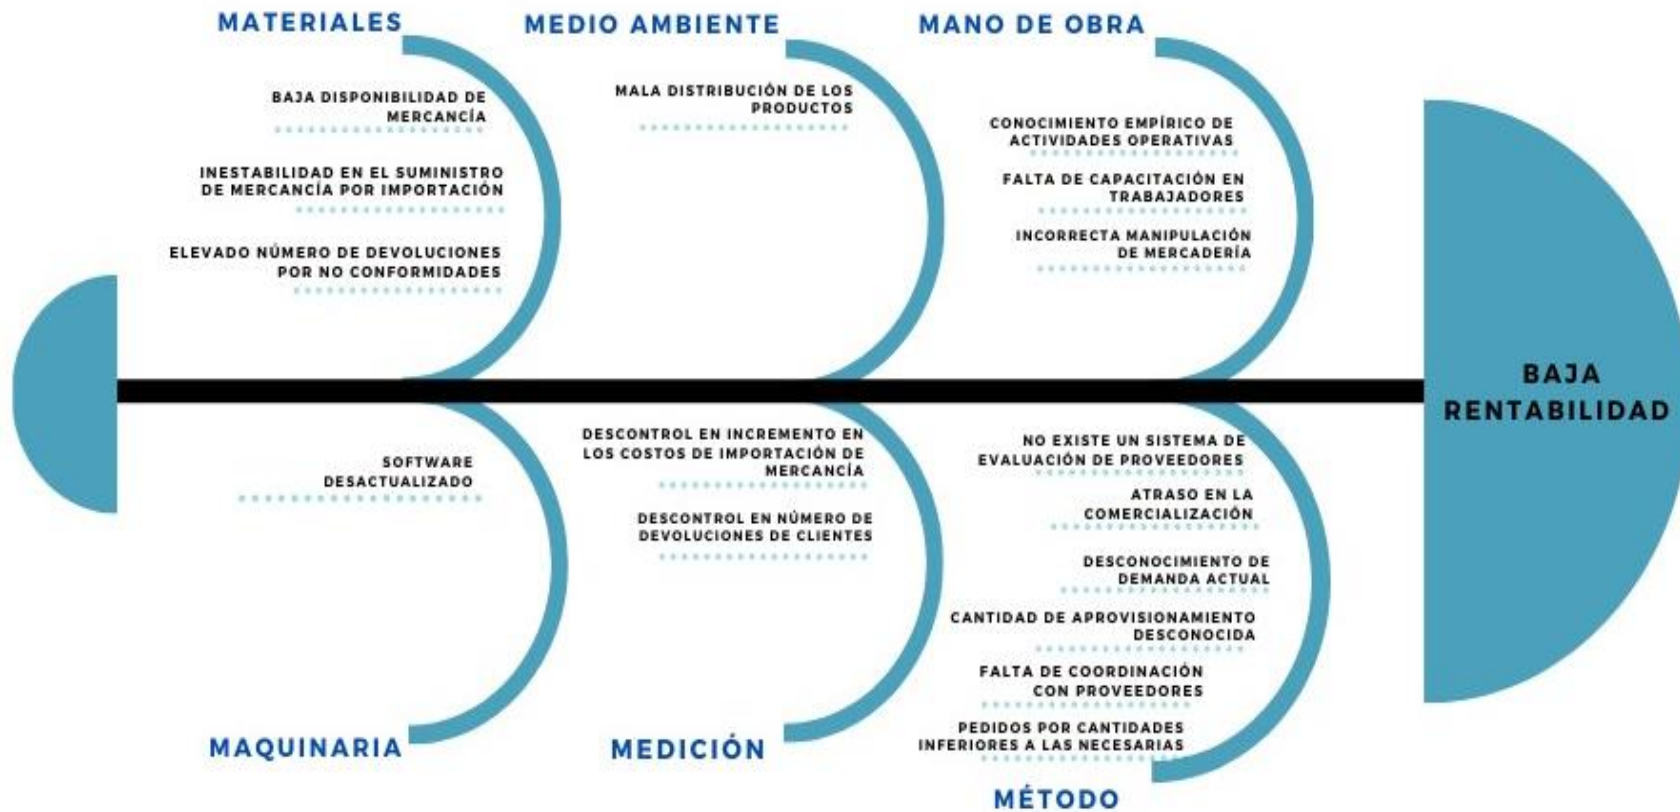 MATERIALES
BAJA DISPONIBILIDAD DE
MERCANCÍA
INESTABILIDAD EN EL SUMINISTRO
DE MERCANCÍA POR IMPORTACIÓN
ELEVADO NÚMERO DE DEVOLUCIONES
POR NO CONFORMIDADES
MEDIO AMBIENTE
MALA DISTRIBUCIÓN DE LOS
PRODUCTOS
MANO DE OBRA
CONOCIMIENTO EMPÍRICO DE
ACTIVIDADES OPERATIVAS
FALTA DE CAPACITACIÓN EN
TRABAJADORES
INCORRECTA MANIPULACIÓN
DE MERCADERÍA
BAJA
RENTABILIDAD
SOFTWARE
DESACTUALIZADO
MAQUINARIA
DESCONTROL EN INCREMENTO EN
LOS COSTOS DE IMPORTACIÓN DE
MERCANCÍA
DESCONTROL EN NÚMERO DE
DEVOLUCIONES DE CLIENTES
MEDICIÓN
NO EXISTE UN SISTEMA DE
EVALUACIÓN DE PROVEEDORES
ATRASO EN LA
COMERCIALIZACIÓN
DESCONOCIMIENTO DE
DEMANDA ACTUAL
CANTIDAD DE APROVISIONAMIENTO
DESCONOCIDA
FALTA DE COORDINACIÓN
CON PROVEEDORES
PEDIDOS POR CANTIDADES
INFERIORES A LAS NECESARIAS
MÉTODO